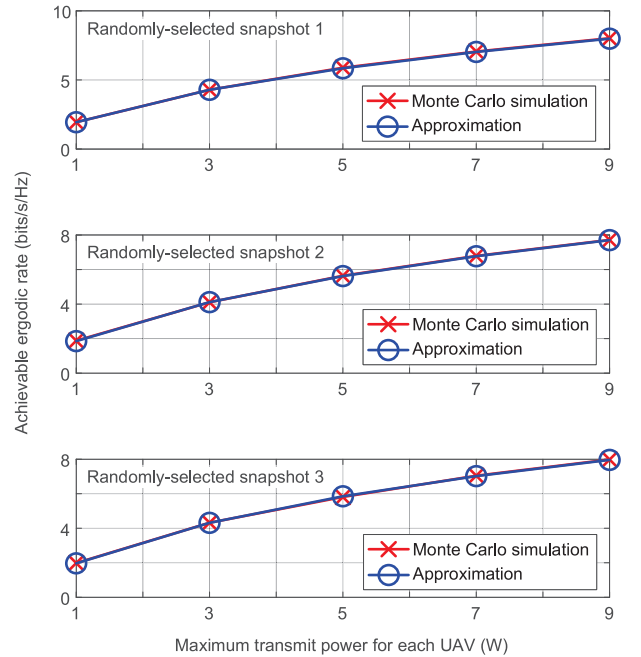 Achievable ergodic rate (bits/s/Hz)
10
5
0
Randomly-selected snapshot 1
Monte Carlo simulation
Approximation
1 3 5 7 9
8
4
0
Randomly-selected snapshot 2
Monte Carlo simulation
Approximation
1 3 5 7 9
8
4
0
Randomly-selected snapshot 3
Monte Carlo simulation
Approximation
1 3 5 7 9
Maximum transmit power for each UAV (W)